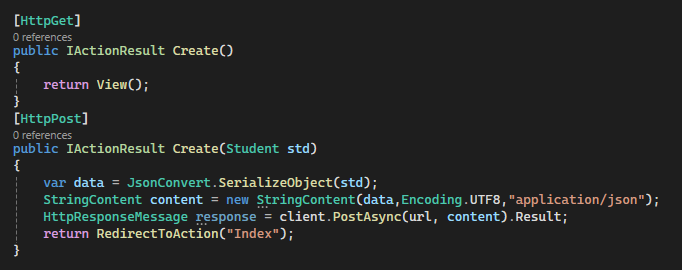 [HttpGet]
0 references
public IActionResult Create()
{
return View();
}
[HttpPost]
0 references
public IActionResult Create(Student std)
{
var data = JsonConvert.SerializeObject(std);
StringContent content = new StringContent(data,Encoding.UTF8,"application/json");
HttpResponseMessage response = client.PostAsync(url, content).Result;
return RedirectToAction("Index");
}